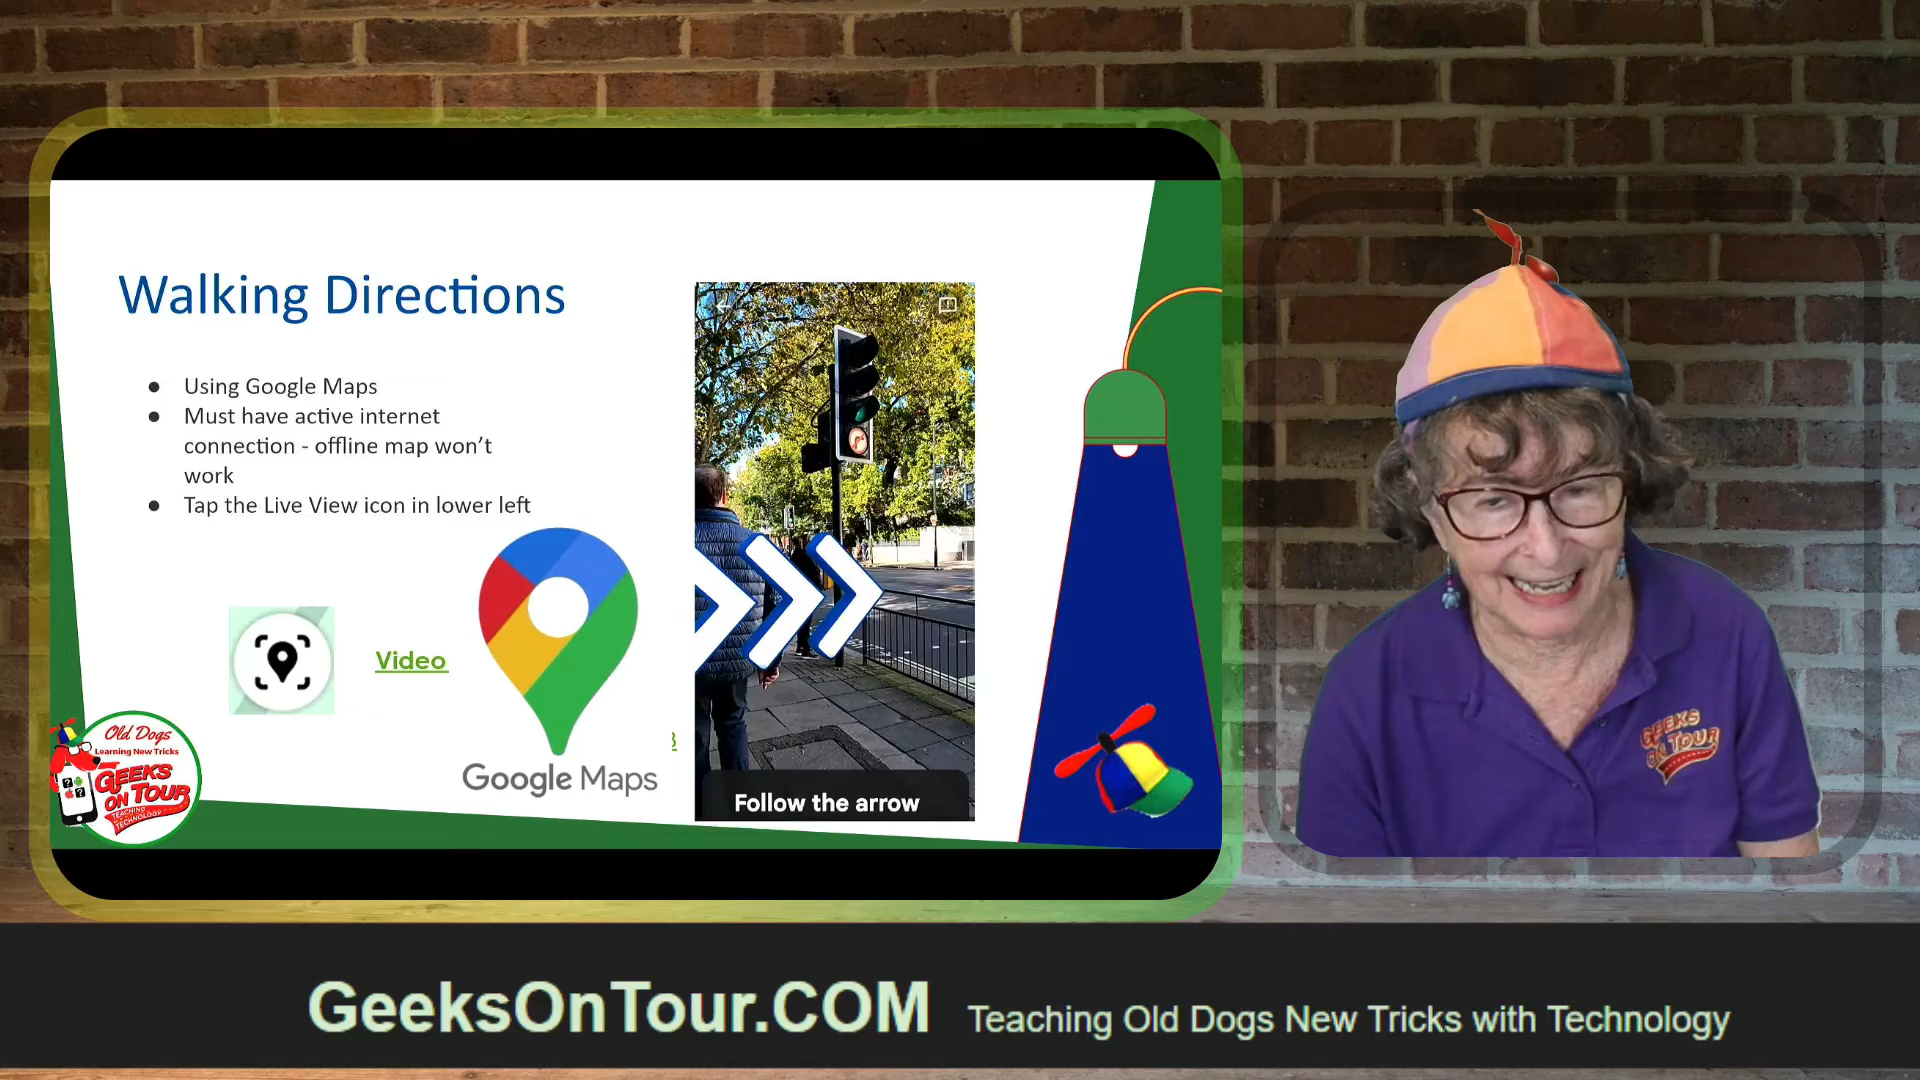 Walking Directions
● Using Google Maps
● Must have active internet
connection - offline map won't
work
● Tap the Live View icon in lower left
Video
Google Maps
Follow the arrow
Old Dogs
Learning New Tricks
GEEKS
ON TOUR
TEACHING
TECHNOLOGY
GEEKS
ON TOUR
GeeksOnTour.COM Teaching Old Dogs New Tricks with Technology